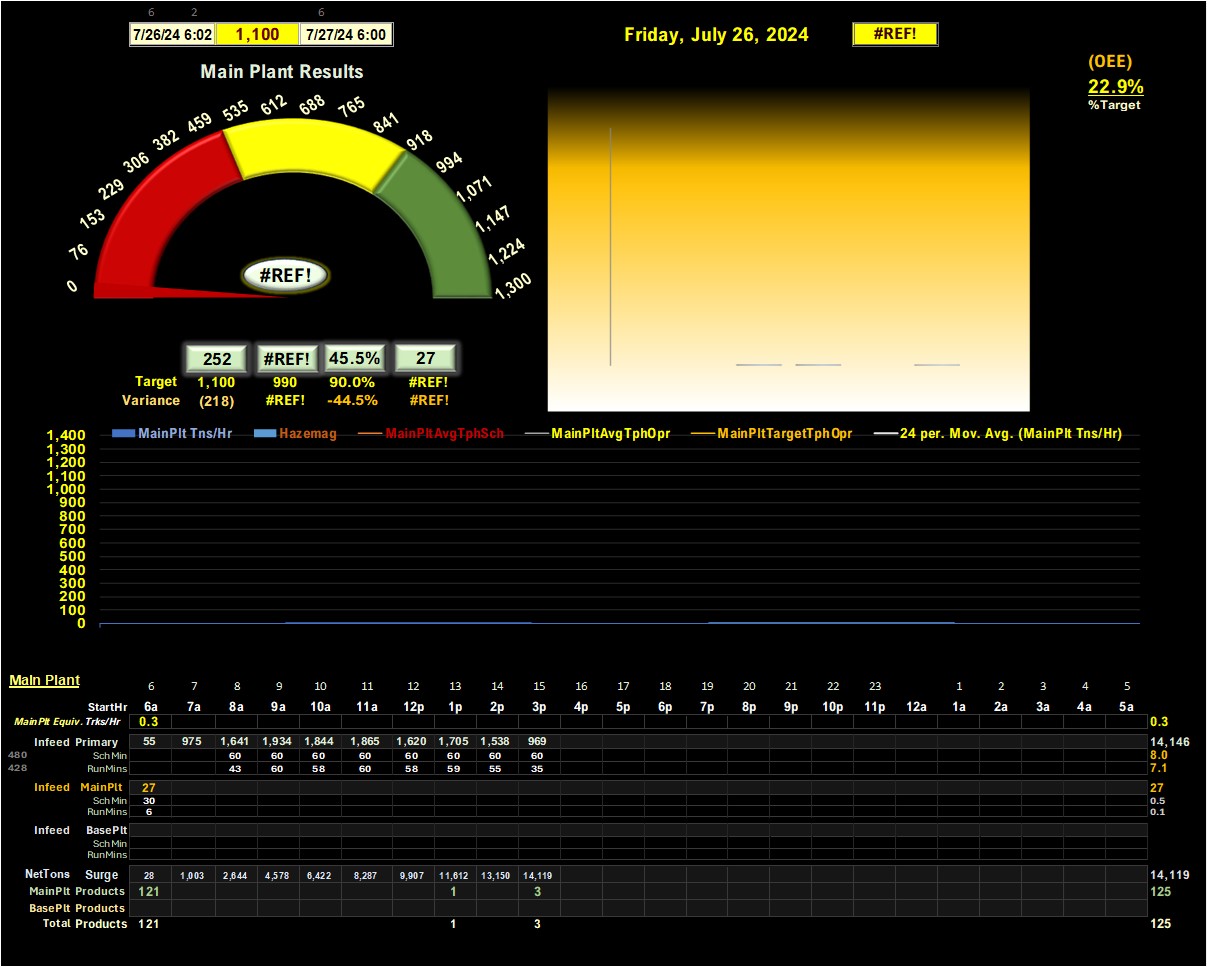 6 2 6
7/26/24 6:02 1,100 7/27/24 6:00 Friday, July 26, 2024 #REF!
(OEE)
22.9%
%Target
Main Plant Results
0 76 153 229 306 382 459 535 612 688 765 841 918 994 1,071 1,147 1,224 1,300
#REF!
252 #REF! 45.5% 27
Target 1,100 990 90.0% #REF!
Variance (218) #REF! -44.5% #REF!
MainPlt Tns/Hr Hazemag MainPltAvgTphSch MainPltAvgTphOpr MainPltTargetTphOpr 24 per. Mov. Avg. (MainPlt Tns/Hr)
1,400
1,300
1,200
1,100
1,000
900
800
700
600
500
400
300
200
100
0
Main Plant
6 7 8 9 10 11 12 13 14 15 16 17 18 19 20 21 22 23 1 2 3 4 5
StartHr 6a 7a 8a 9a 10a 11a 12p 1p 2p 3p 4p 5p 6p 7p 8p 9p 10p 11p 12a 1a 2a 3a 4a 5a
MainPlt Equiv. Trks/Hr 0.3 0.3
Infeed Primary 55 975 1,641 1,934 1,844 1,865 1,620 1,705 1,538 969 14,146
480 Sch Min 60 60 60 60 60 60 60 60 8.0
428 RunMins 43 60 58 60 58 59 55 35 7.1
Infeed MainPlt 27 27
Sch Min 30 0.5
RunMins 6 0.1
Infeed BasePlt
Sch Min
RunMins
NetTons Surge 28 1,003 2,644 4,578 6,422 8,287 9,907 11,612 13,150 14,119 14,119
MainPlt Products 121 1 3 125
BasePlt Products
Total Products 121 1 3 125